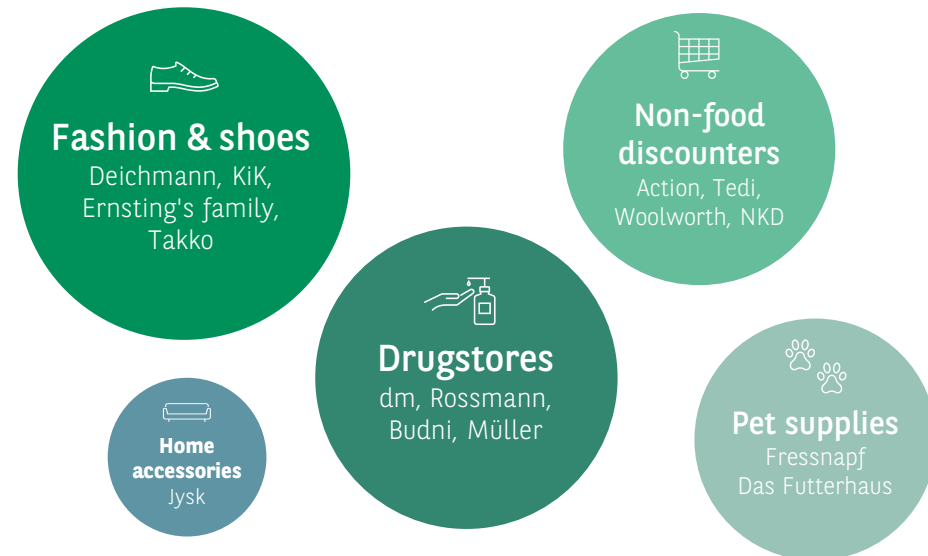 Fashion & shoes
Deichmann, KiK,
Ernsting's family,
Takko
Non-food
discounters
Action, Tedi,
Woolworth, NKD
Drugstores
dm, Rossmann,
Budni, Müller
Home
accessories
Jysk
Pet supplies
Fressnapf
Das Futterhaus